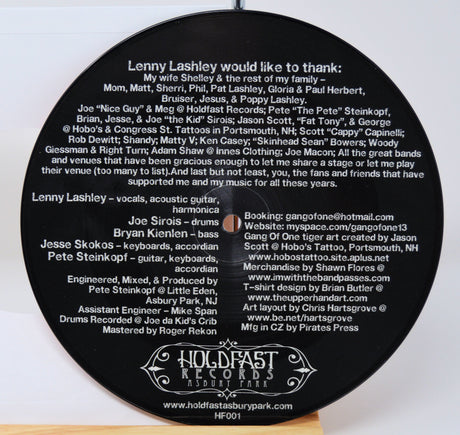 Lenny Lashley would like to thank:
My wife Shelley & the rest of my family –
Mom, Matt, Sherri, Phil, Pat Lashley, Gloria & Paul Herbert,
Bruiser, Jesus, & Poppy Lashley.
Joe "Nice Guy" & Meg @ Holdfast Records; Pete "The Pete" Steinkopf,
Brian, Jesse, & Joe "the Kid" Sirois; Jason Scott, "Fat Tony", & George
@ Hobo's & Congress St. Tattoos in Portsmouth, NH; Scott "Cappy" Capinelli;
Rob Dewitt; Shandy; Matty V; Ken Casey; "Skinhead Sean" Bowers; Woody
Giessman & Right Turn; Adam Shaw @ Innes Clothing; Joe Macon; All the great bands
and venues that have been gracious enough to let me share a stage or let me play
their venue (too many to list).And last but not least, you, the fans and friends that have
supported me and my music for all these years.
Lenny Lashley – vocals, acoustic guitar,
harmonica
Joe Sirois – drums
Bryan Kienlen – bass
Jesse Skokos – keyboards, accordian
Pete Steinkopf – guitar, keyboards,
accordian
Engineered, Mixed, & Produced by
Pete Steinkopf @ Little Eden,
Asbury Park, NJ
Assistant Engineer – Mike Span
Drums Recorded @ Joe da Kid's Crib
Mastered by Roger Rekon
Booking: gangofone@hotmail.com
Website: myspace.com/gangofone13
Gang Of One tiger art created by Jason
Scott @ Hobo's Tattoo, Portsmouth, NH
www.hobostattoo.site.aplus.net
Merchandise by Shawn Flores @
www.imwiththebandpasses.com
T-shirt design by Brian Butler @
www.theupperhandart.com
Art layout by Chris Hartsgrove @
www.be.net/hartsgrove
Mfg in CZ by Pirates Press
HOLDFAST
RECORDS
ASBURY PARK
www.holdfastasburypark.com
HF001